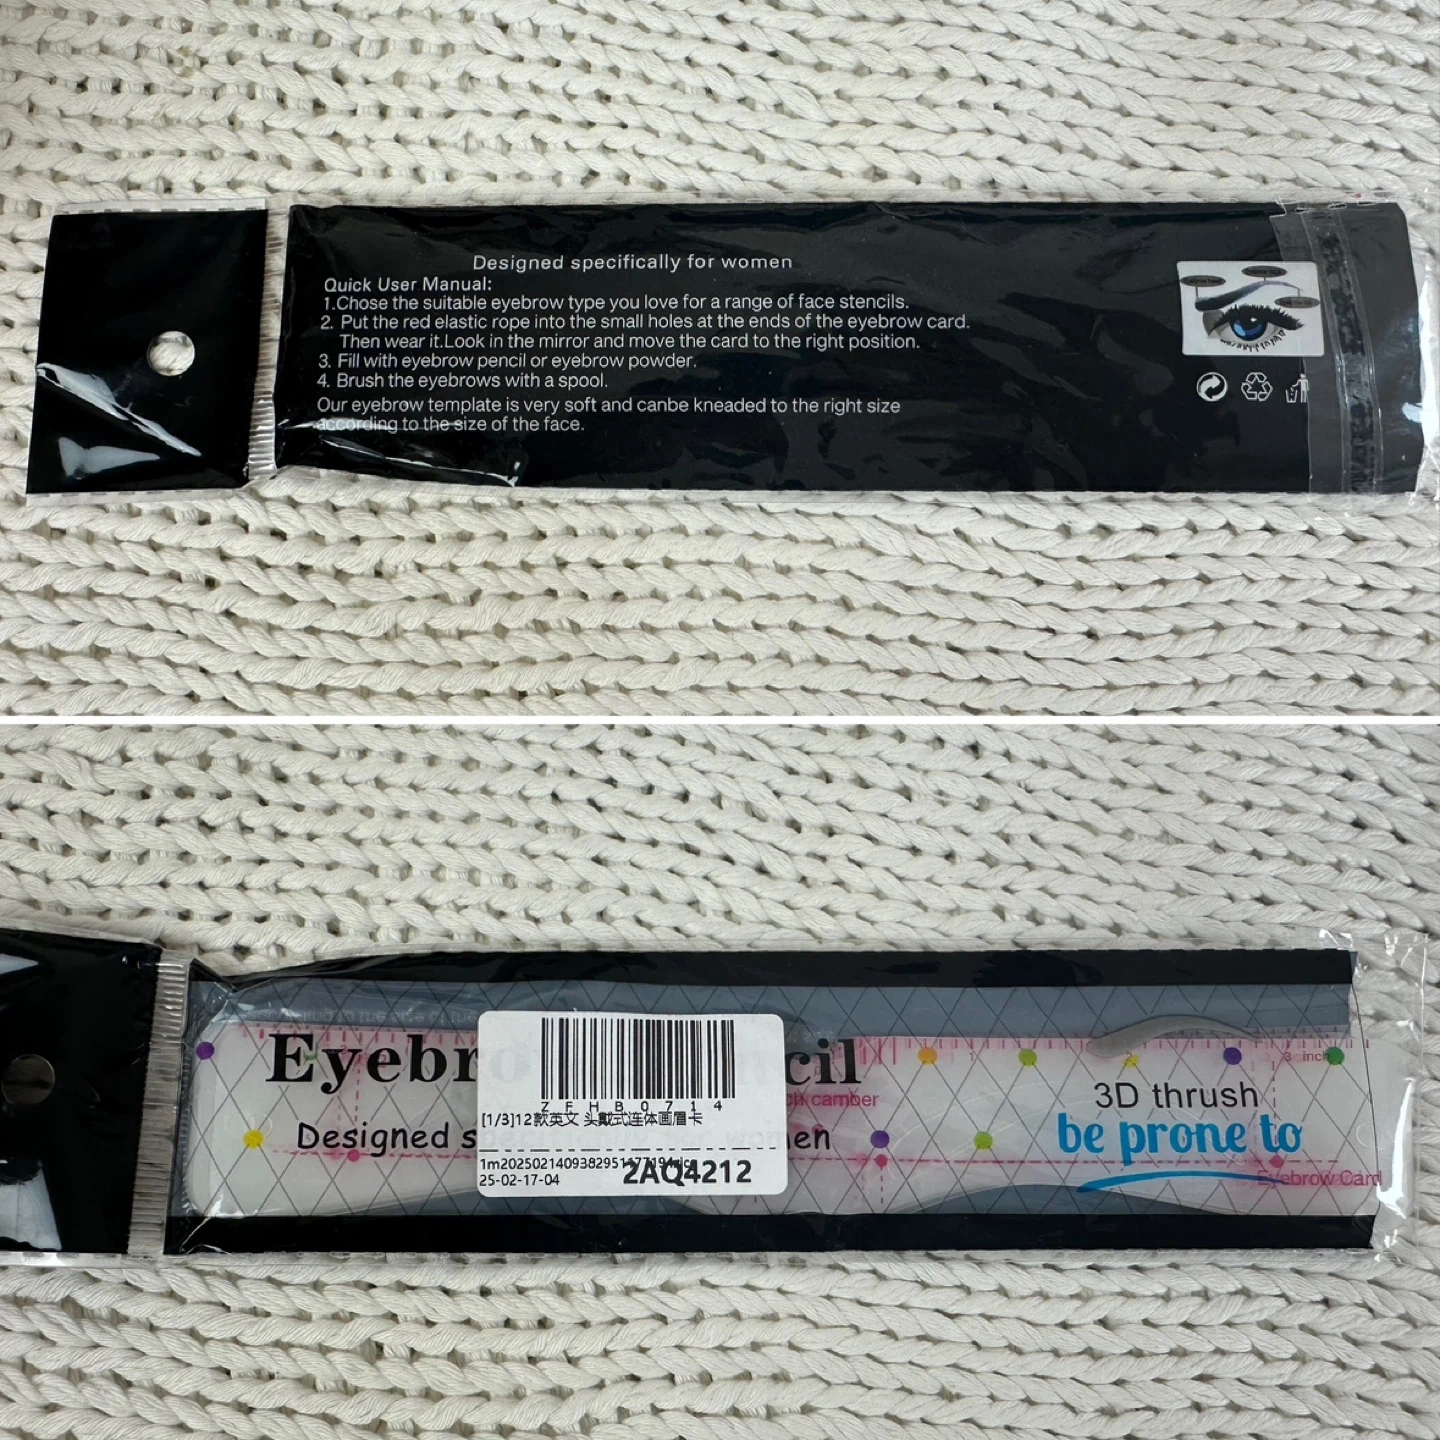 Designed specifically for women
Quick User Manual:
1.Chose the suitable eyebrow type you love for a range of face stencils.
2. Put the red elastic rope into the small holes at the ends of the eyebrow card.
Then wear it.Look in the mirror and move the card to the right position.
3. Fill with eyebrow pencil or eyebrow powder.
4. Brush the eyebrows with a spool.
Our eyebrow template is very soft and canbe kneaded to the right size
according to the size of the face.
ZFHB0714
[1/3]12款英文 头戴式连体画眉卡
25-02-17-04
2AQ4212
camber
3 inch
3D thrush
be prone to
Designed
Eyebrow Card